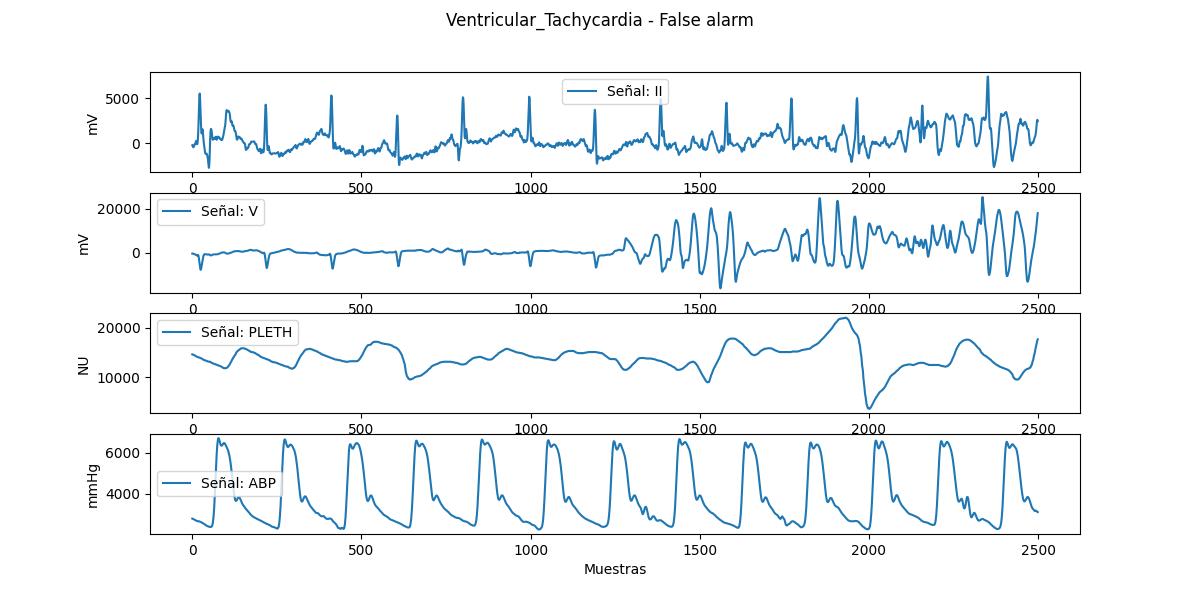 Ventricular_Tachycardia - False alarm
5000
0
mV
Señal: II
0 500 1000 1500 2000 2500
20000
0
mV
Señal: V
0 500 1000 1500 2000 2500
20000
10000
NU
Señal: PLETH
0 500 1000 1500 2000 2500
6000
4000
mmHg
Señal: ABP
0 500 1000 1500 2000 2500
Muestras